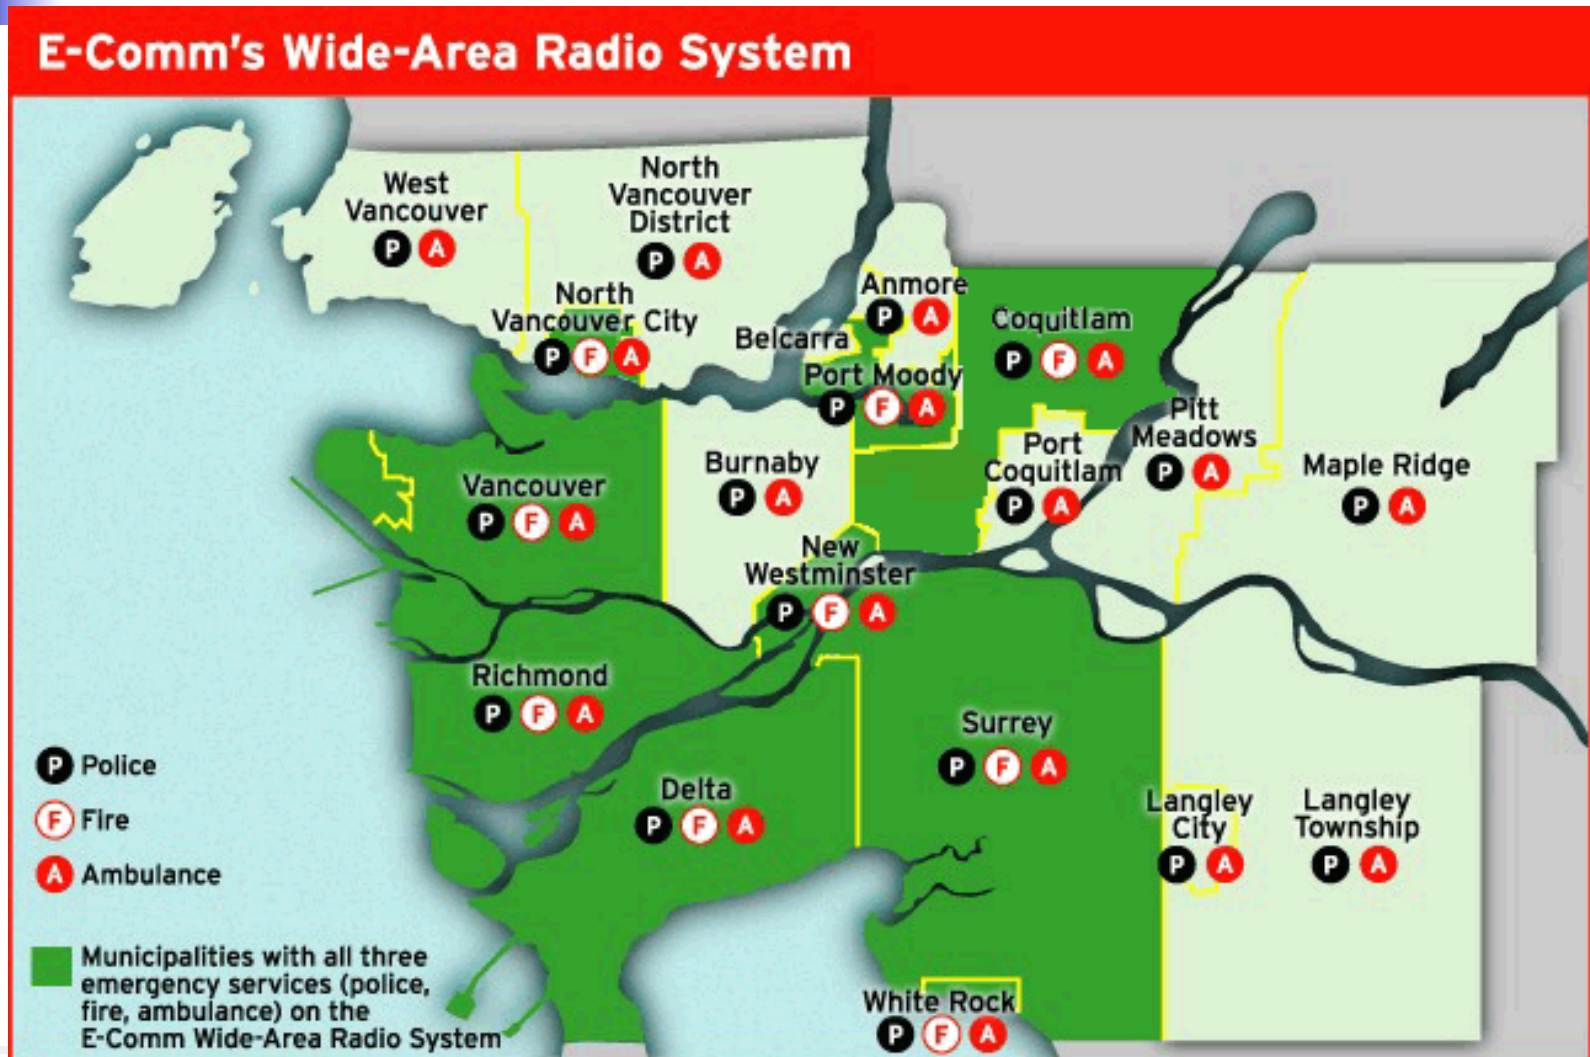 E-Comm's Wide-Area Radio System
West
Vancouver
P A
North
Vancouver
District
P A
North
Vancouver City
P F A
Anmore
P A
Belcarra
Port Moody
P F A
Coquitlam
P F A
Pitt
Meadows
P A
Port
Coquitlam
P A
Maple Ridge
P A
Vancouver
P F A
Burnaby
P A
New
Westminster
P F A
Richmond
P F A
Surrey
P F A
Delta
P F A
Langley
City
P A
Langley
Township
P A
White Rock
P F A
P Police
F Fire
A Ambulance
Municipalities with all three
emergency services (police,
fire, ambulance) on the
E-Comm Wide-Area Radio System